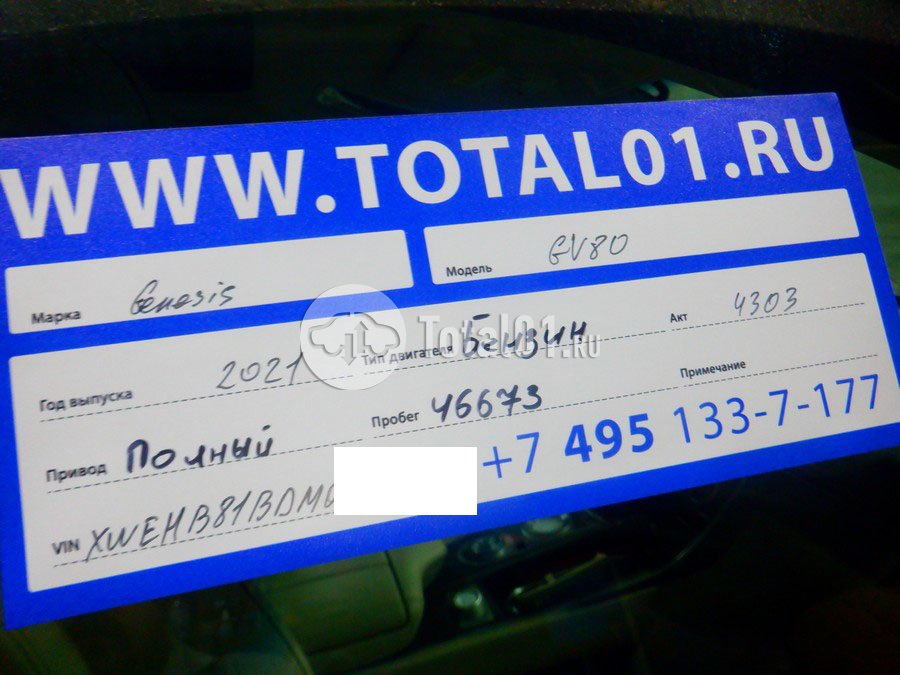 WWW.TOTAL01.RU
Марка Genesis Модель GV80
Год выпуска 2021 Тип двигателя Бензин Акт 4303
Total01.RU
Привод Полный Пробег 46673 Примечание
+7 495 133-7-177
VIN XWEHB81BDM